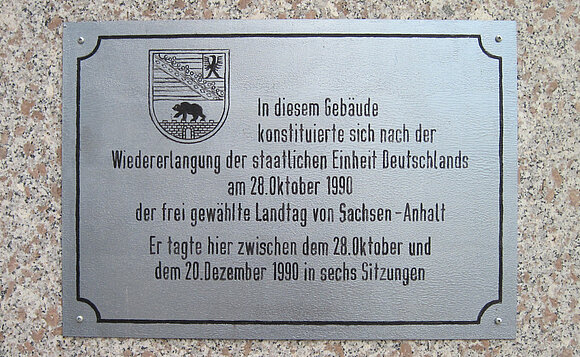 In diesem Gebäude
konstituierte sich nach der
Wiedererlangung der staatlichen Einheit Deutschlands
am 28.Oktober 1990
der frei gewählte Landtag von Sachsen-Anhalt
Er tagte hier zwischen dem 28.Oktober und
dem 20.Dezember 1990 in sechs Sitzungen